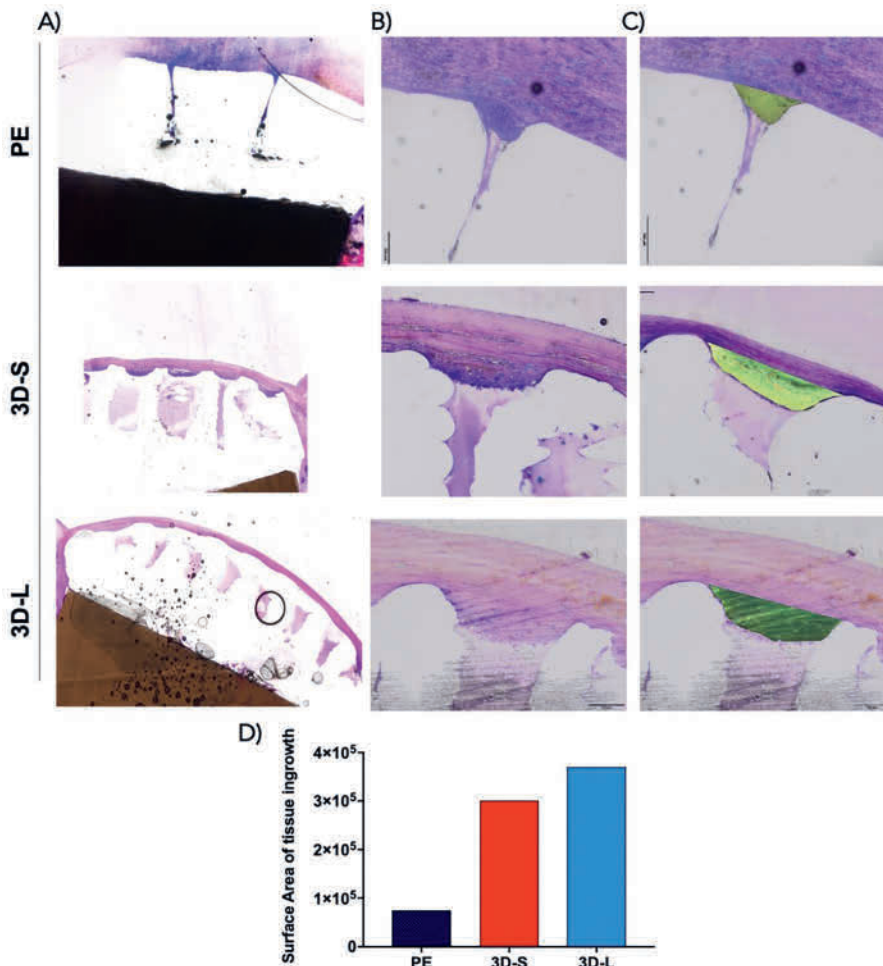 A)
B)
C)
PE
3D-S
3D-L
D)
Surface Area of tissue ingrowth
4×10⁵
3×10⁵
2×10⁵
1×10⁵
0
PE
3D-S
3D-L